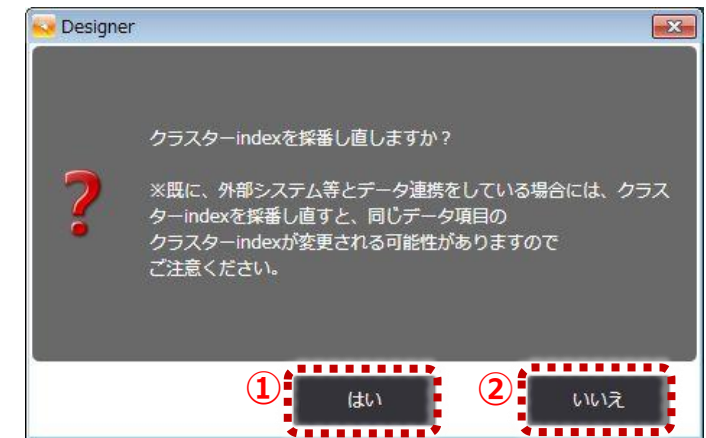 Designer
クラスターindexを採番し直しますか？
※既に、外部システム等とデータ連携をしている場合には、クラス
ターindexを採番し直すと、同じデータ項目の
クラスターindexが変更される可能性がありますので
ご注意ください。
① はい ② いいえ